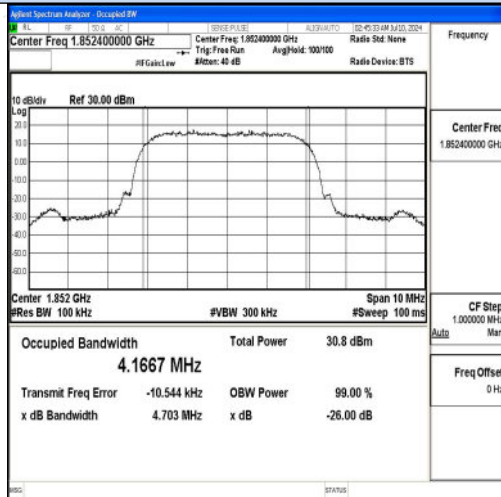 Agilent Spectrum Analyzer - Occupied BW
RL RF 50 Ω AC SENSE:PULSE ALIGNAUTO 02:45:33 AM Jul 10, 2024
Center Freq 1.852400000 GHz Center Freq: 1.852400000 GHz Radio Std: None Frequency
Trig: Free Run Avg|Hold: 100/100
#IFGain:Low #Atten: 40 dB Radio Device: BTS
10 dB/div Ref 30.00 dBm
Log
20.0
10.0
0.00
-10.0
-20.0
-30.0
-40.0
-50.0
-60.0
Center Freq
1.852400000 GHz
Center 1.852 GHz Span 10 MHz
#Res BW 100 kHz #VBW 300 kHz #Sweep 100 ms
CF Step
1.000000 MHz
Auto Man
Occupied Bandwidth Total Power 30.8 dBm
4.1667 MHz
Transmit Freq Error -10.544 kHz OBW Power 99.00 %
x dB Bandwidth 4.703 MHz x dB -26.00 dB
Freq Offset
0 Hz
MSG STATUS